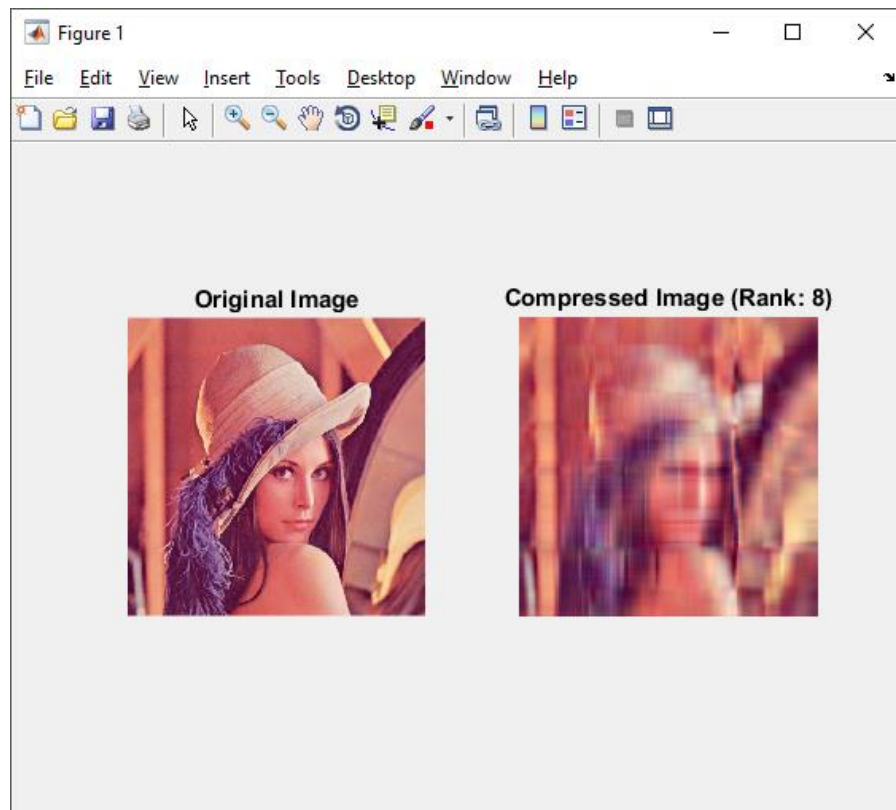 Figure 1
File Edit View Insert Tools Desktop Window Help
Original Image
Compressed Image (Rank: 8)